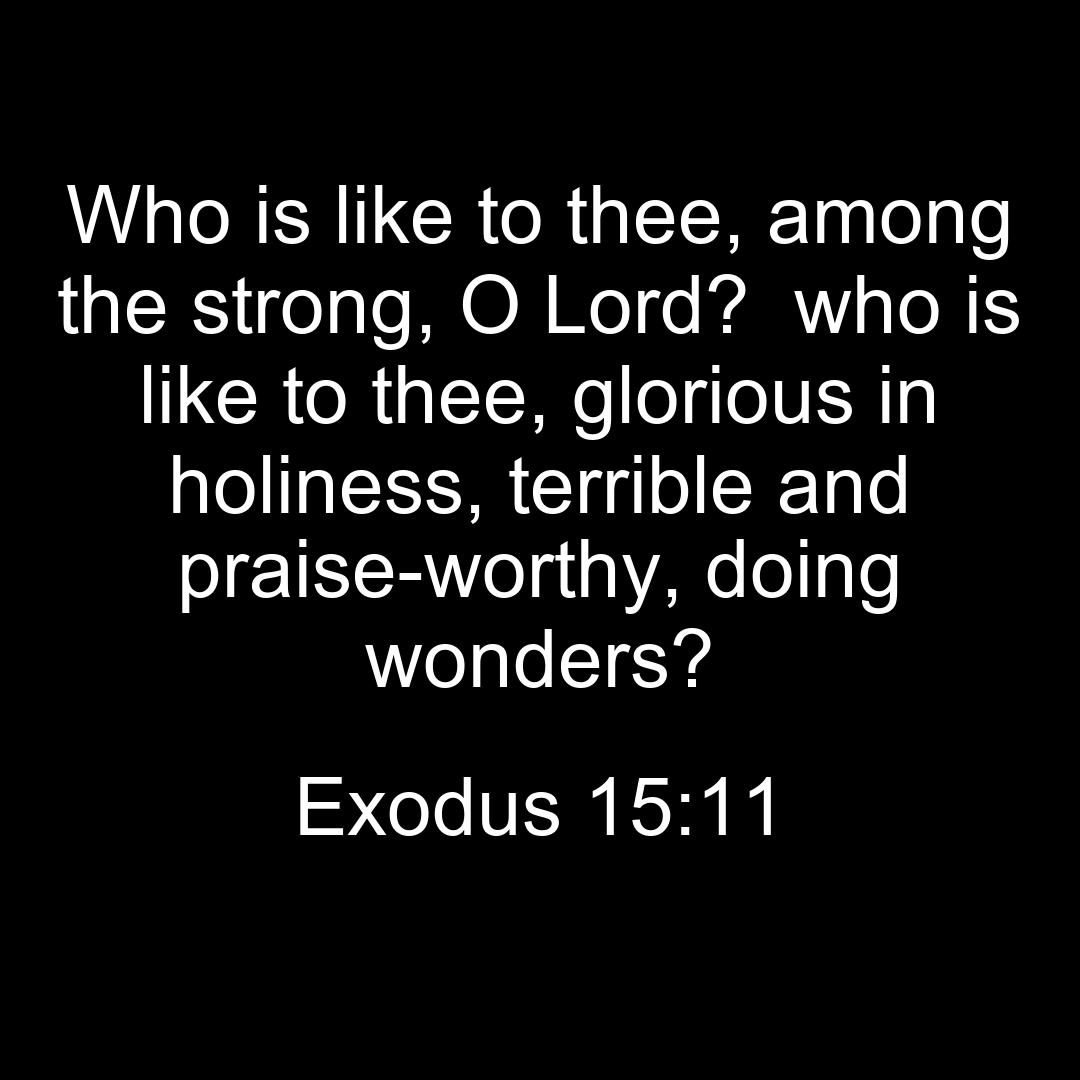 Who is like to thee, among
the strong, O Lord?  who is
like to thee, glorious in
holiness, terrible and
praise-worthy, doing
wonders?
Exodus 15:11